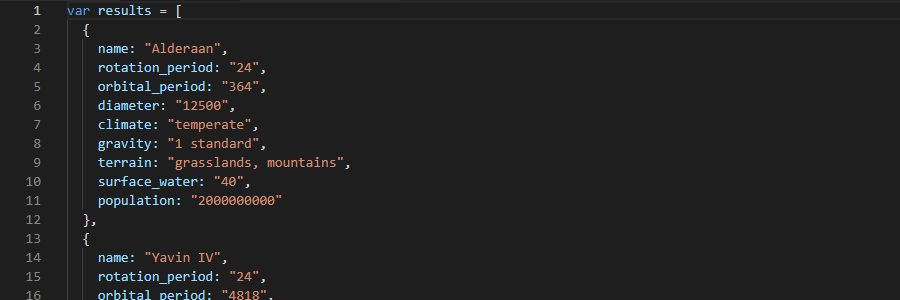 1 var results = [
2 {
3 name: "Alderaan",
4 rotation_period: "24",
5 orbital_period: "364",
6 diameter: "12500",
7 climate: "temperate",
8 gravity: "1 standard",
9 terrain: "grasslands, mountains",
10 surface_water: "40",
11 population: "2000000000"
12 },
13 {
14 name: "Yavin IV",
15 rotation_period: "24",
16 orbital_period: "4818",